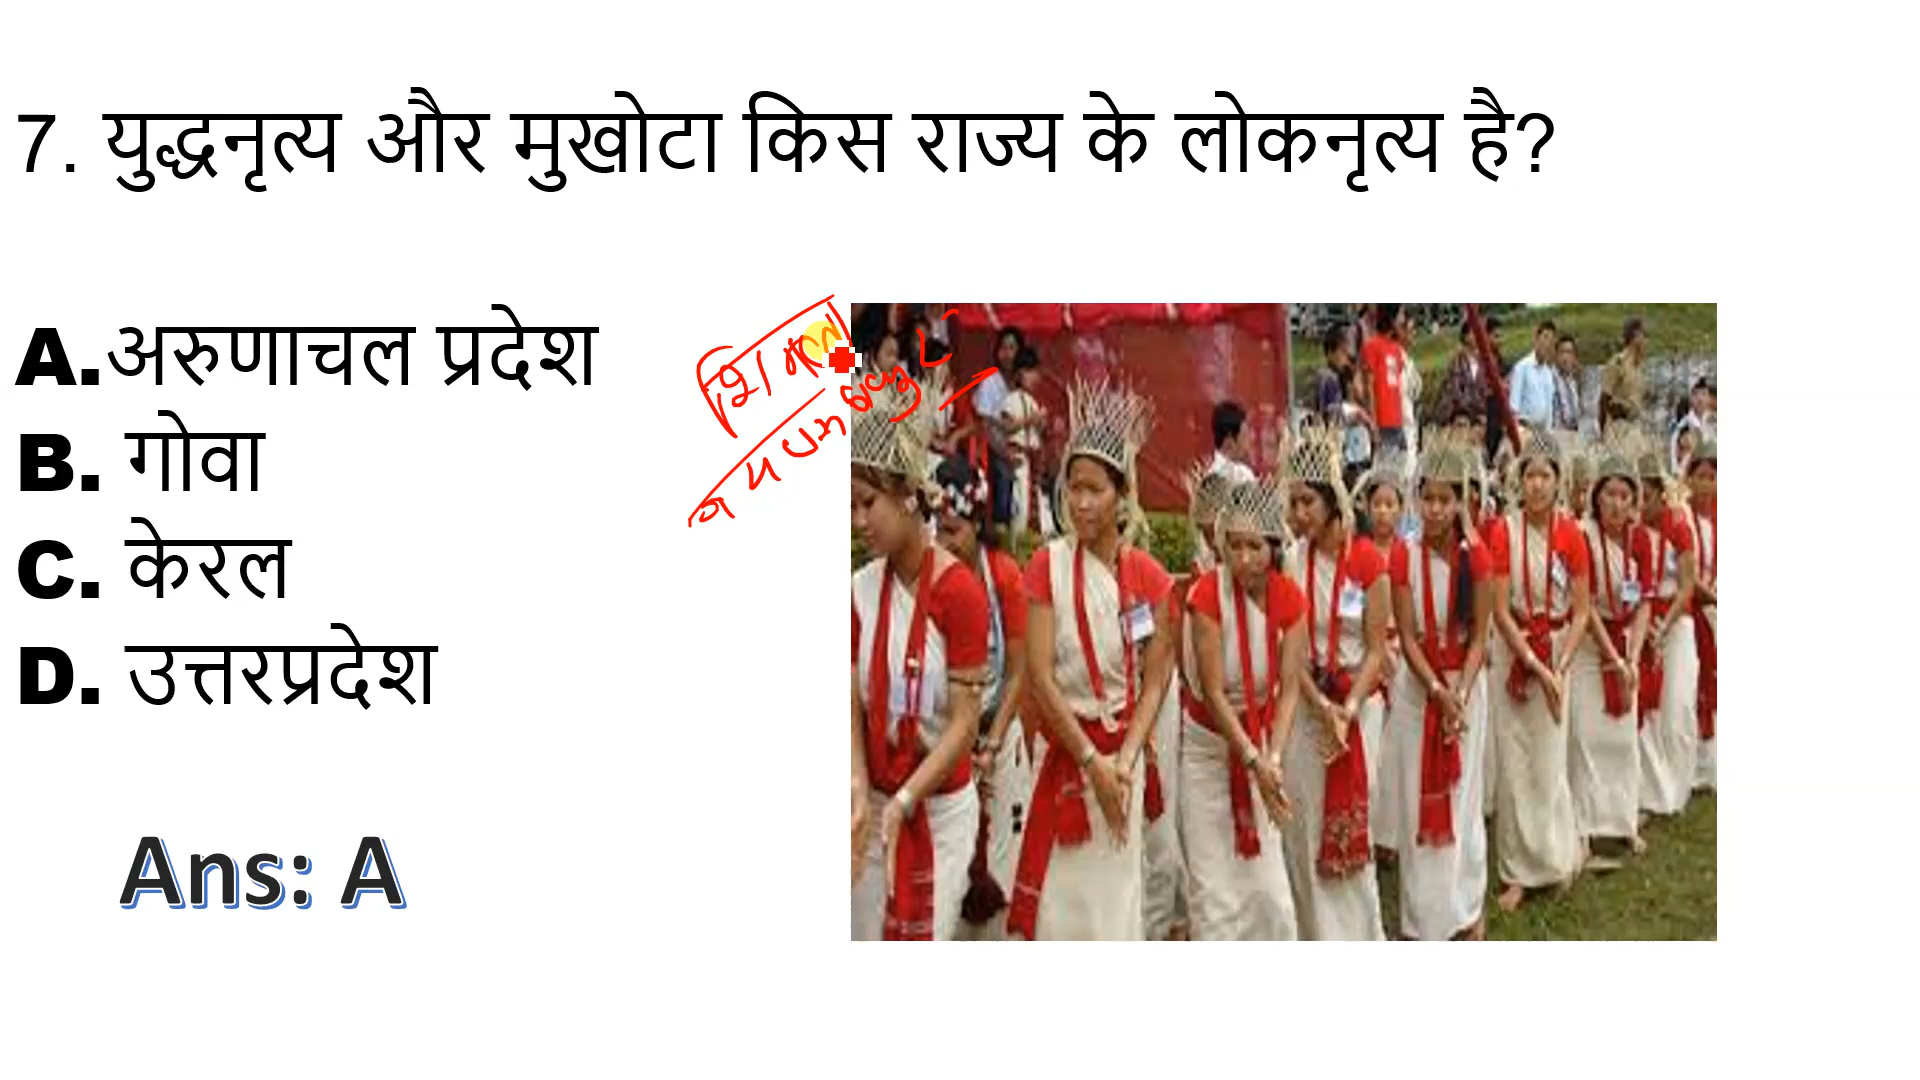 7. युद्धनृत्य और मुखोटा किस राज्य के लोकनृत्य है?
A.अरुणाचल प्रदेश
B. गोवा
C. केरल
D. उत्तरप्रदेश
Ans: A